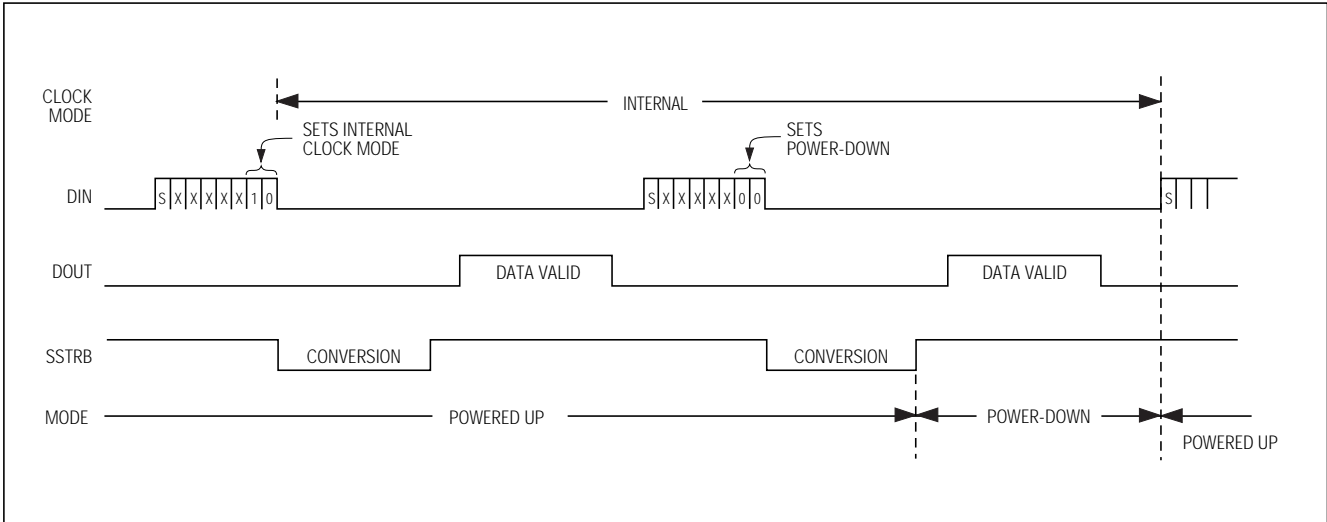 CLOCK
MODE
INTERNAL
SETS INTERNAL
CLOCK MODE
SETS
POWER-DOWN
DIN
S X X X X X 1 0
S X X X X X 0 0
S
DOUT
DATA VALID
DATA VALID
SSTRB
CONVERSION
CONVERSION
MODE
POWERED UP
POWER-DOWN
POWERED UP